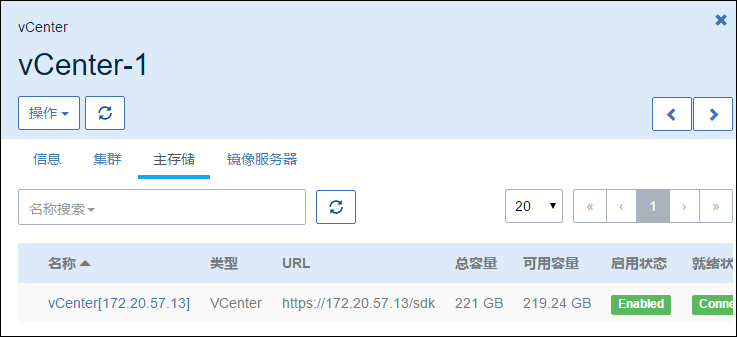 vCenter
vCenter-1
操作
信息 集群 主存储 镜像服务器
名称搜索 20 « ‹ 1 › »
名称 类型 URL 总容量 可用容量 启用状态 就绪状
vCenter[172.20.57.13] VCenter https://172.20.57.13/sdk 221 GB 219.24 GB Enabled Conne